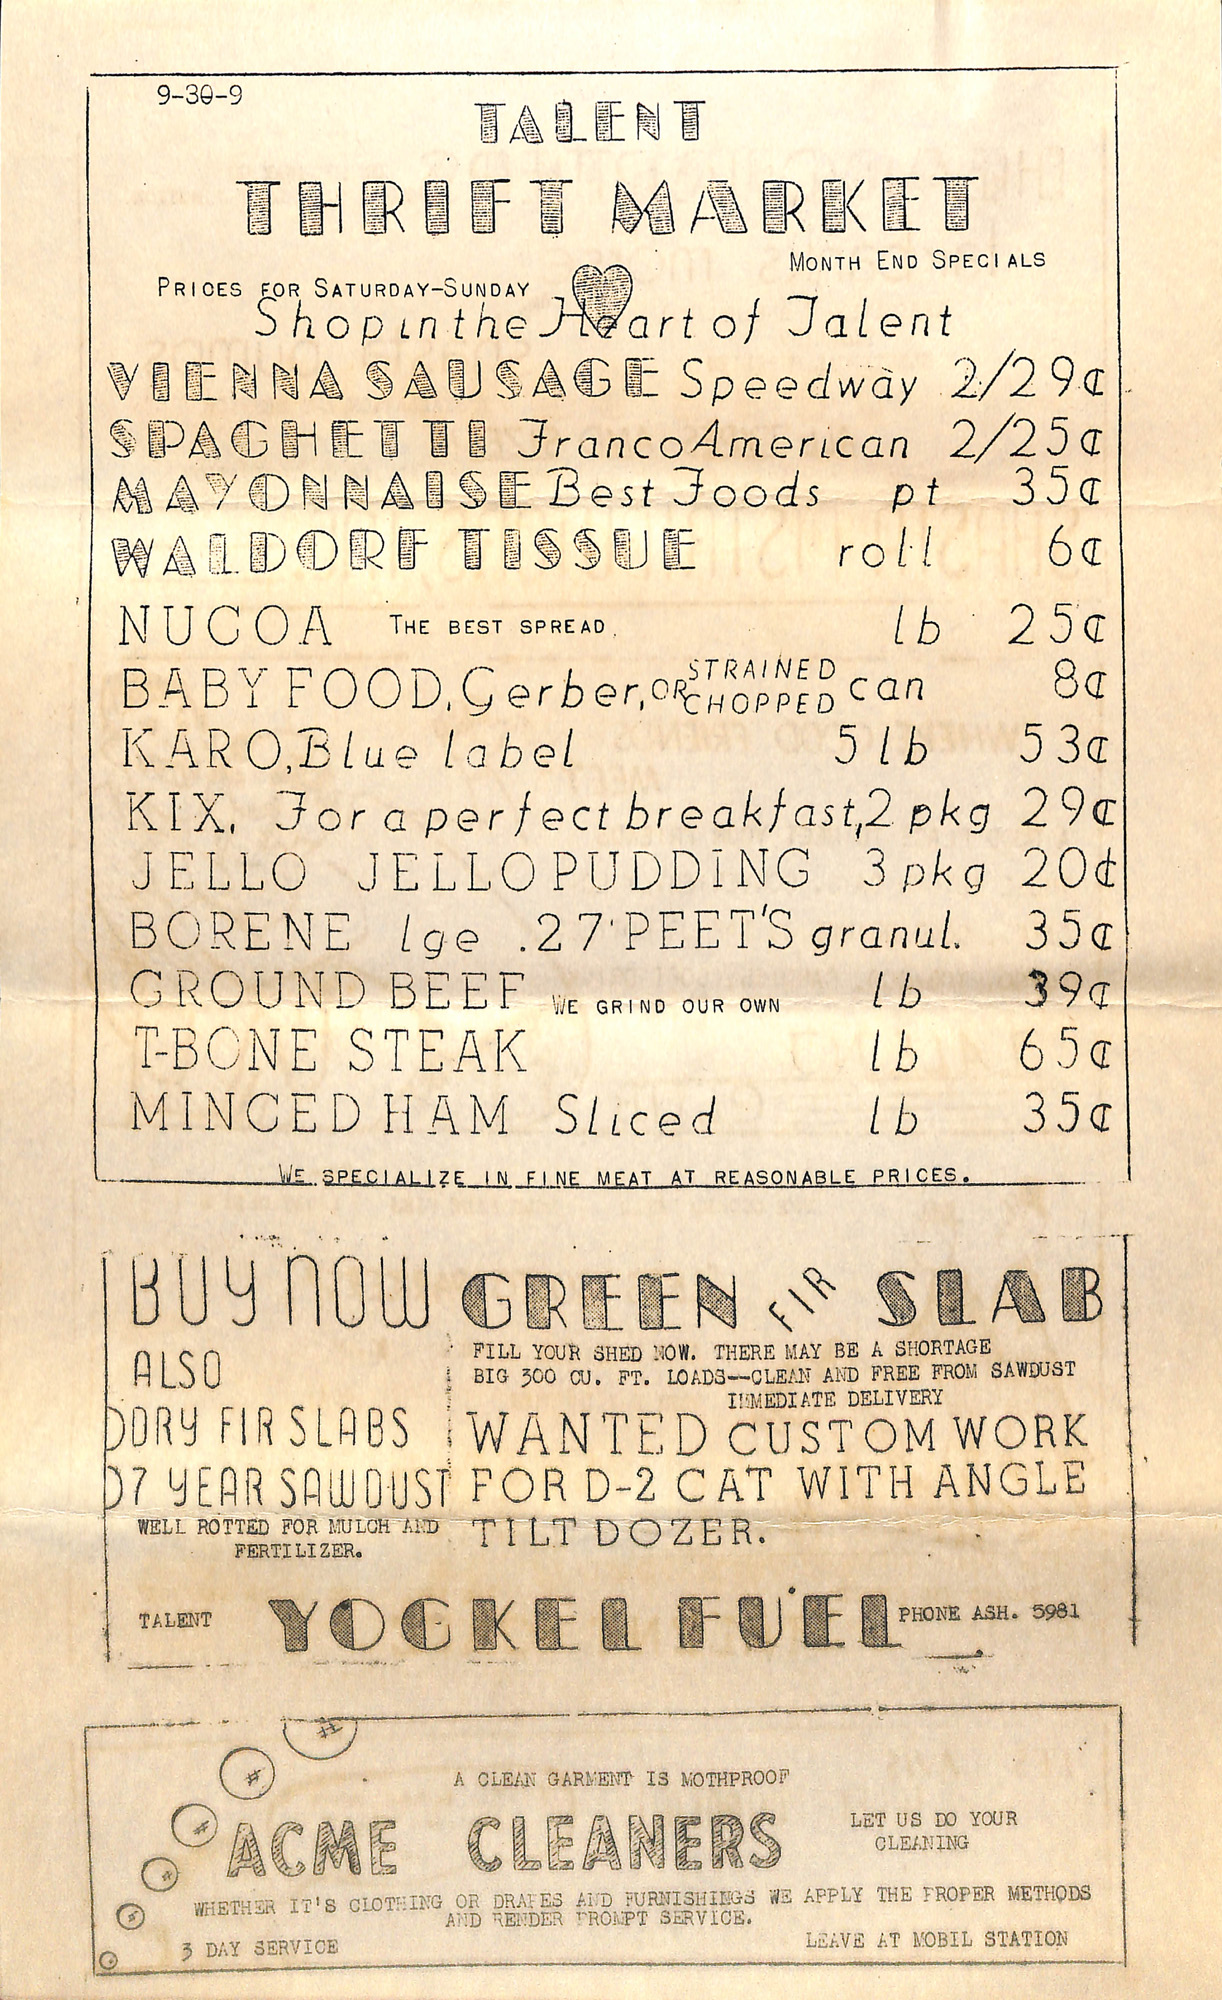 9-30-9
TALENT
THRIFT MARKET
MONTH END SPECIALS
PRICES FOR SATURDAY-SUNDAY
Shop in the Heart of Talent
VIENNA SAUSAGE Speedway 2/29¢
SPAGHETTI Franco American 2/25¢
MAYONNAISE Best Foods pt 35¢
WALDORF TISSUE roll 6¢
NUCOA THE BEST SPREAD lb 25¢
BABY FOOD, Gerber, STRAINED OR CHOPPED can 8¢
KARO, Blue label 5 lb 53¢
KIX. For a perfect breakfast, 2 pkg 29¢
JELLO JELLO PUDDING 3 pkg 20¢
BORENE lge .27 PEET'S granul. 35¢
GROUND BEEF WE GRIND OUR OWN lb 39¢
T-BONE STEAK lb 65¢
MINCED HAM Sliced lb 35¢
WE SPECIALIZE IN FINE MEAT AT REASONABLE PRICES.
BUY NOW GREEN FIR SLAB
FILL YOUR SHED NOW. THERE MAY BE A SHORTAGE
BIG 300 CU. FT. LOADS--CLEAN AND FREE FROM SAWDUST
IMMEDIATE DELIVERY
ALSO
DORY FIR SLABS
7 YEAR SAWDUST
WELL ROTTED FOR MULCH AND
FERTILIZER.
WANTED CUSTOM WORK
FOR D-2 CAT WITH ANGLE
TILT DOZER.
TALENT YOCKEL FUEL PHONE ASH. 5981
A CLEAN GARMENT IS MOTHPROOF
ACME CLEANERS
LET US DO YOUR
CLEANING
WHETHER IT'S CLOTHING OR DRAPES AND FURNISHINGS WE APPLY THE PROPER METHODS
AND RENDER PROMPT SERVICE.
3 DAY SERVICE LEAVE AT MOBIL STATION